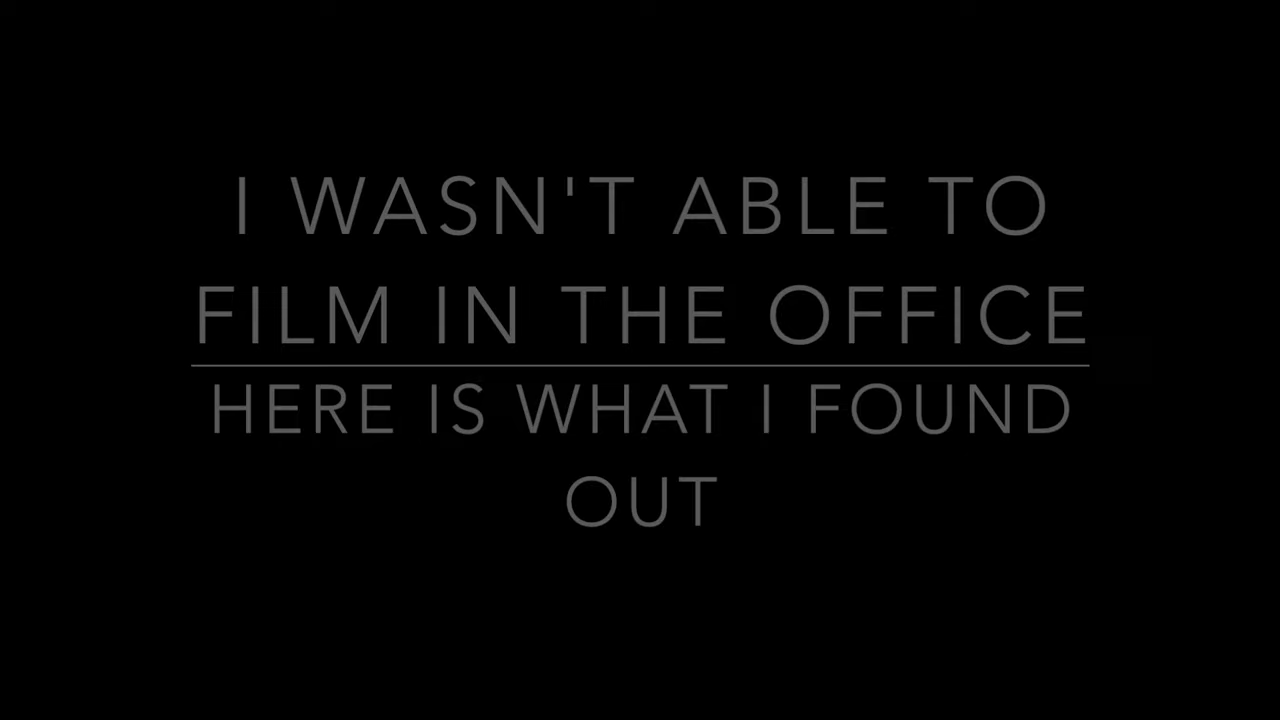 I WASN'T ABLE TO
FILM IN THE OFFICE
HERE IS WHAT I FOUND
OUT